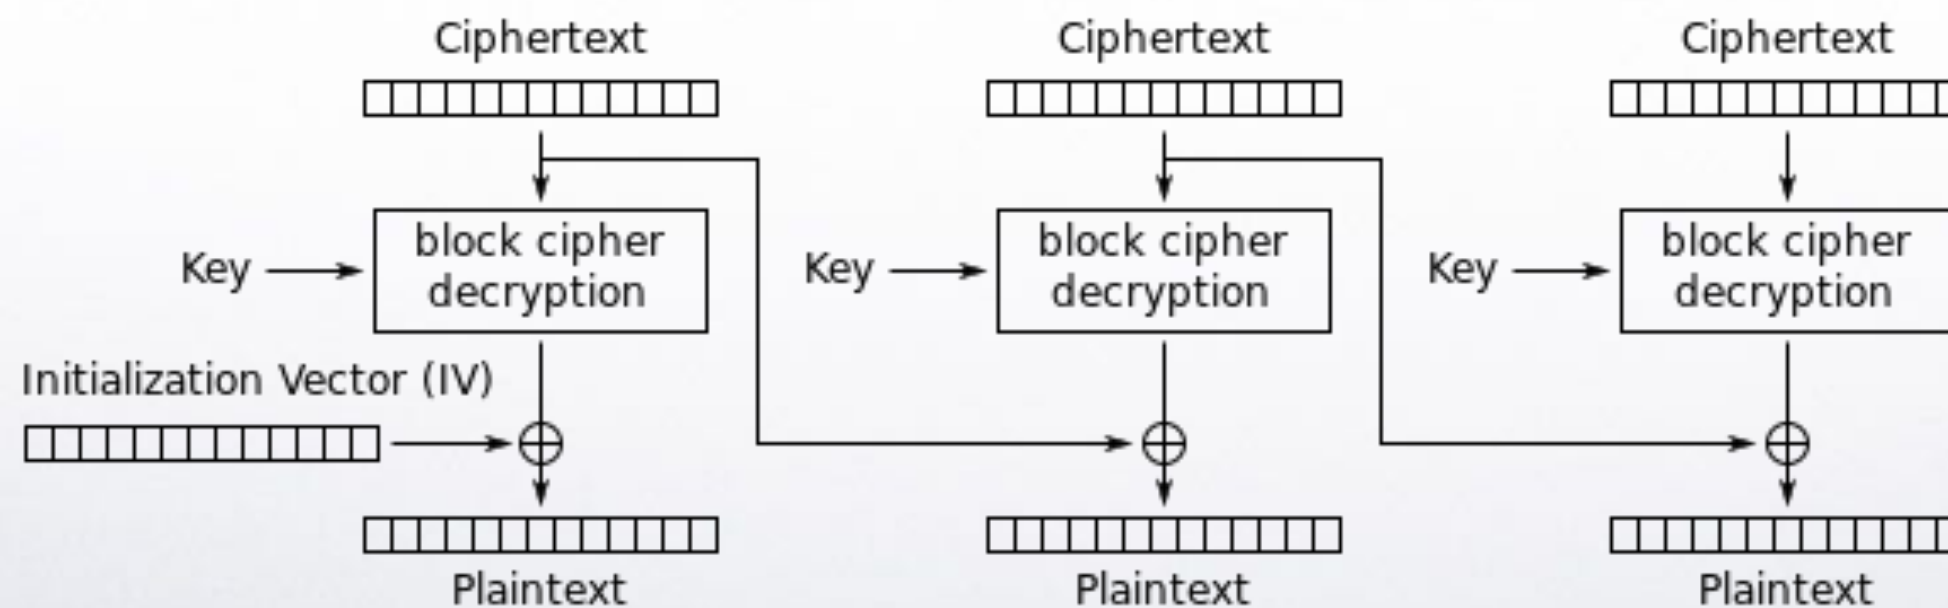 Ciphertext
Ciphertext
Ciphertext
Key
block cipher
decryption
Key
block cipher
decryption
Key
block cipher
decryption
Initialization Vector (IV)
Plaintext
Plaintext
Plaintext